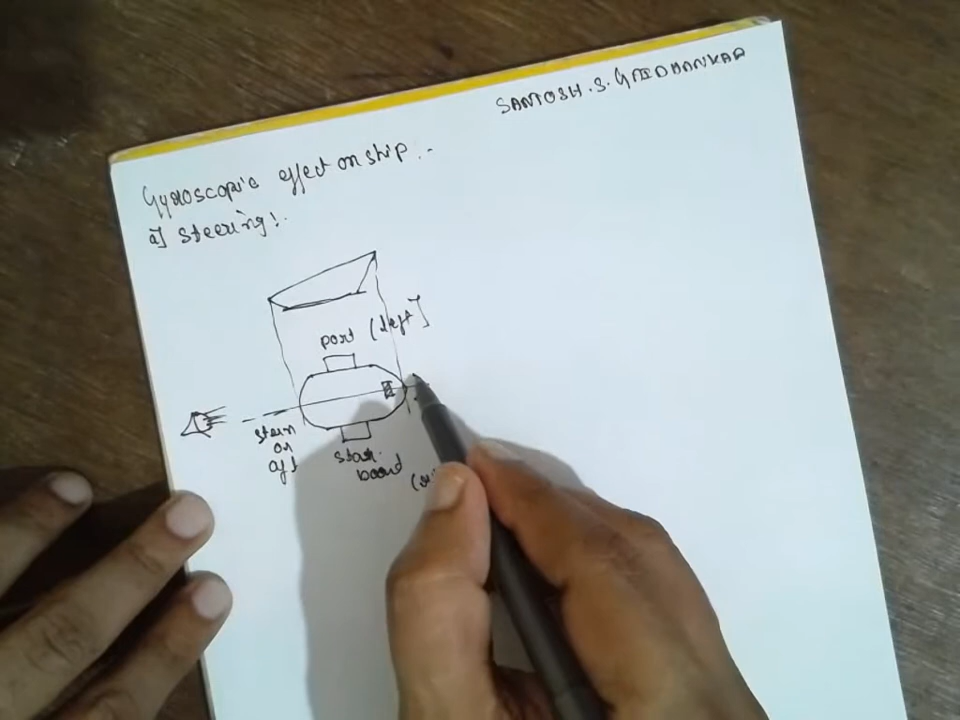 SANTOSH.S.GAIDHANKAR
Gyroscopic effect on ship :-
a] Steering:-
port (left]
stern
or
aft
star
board